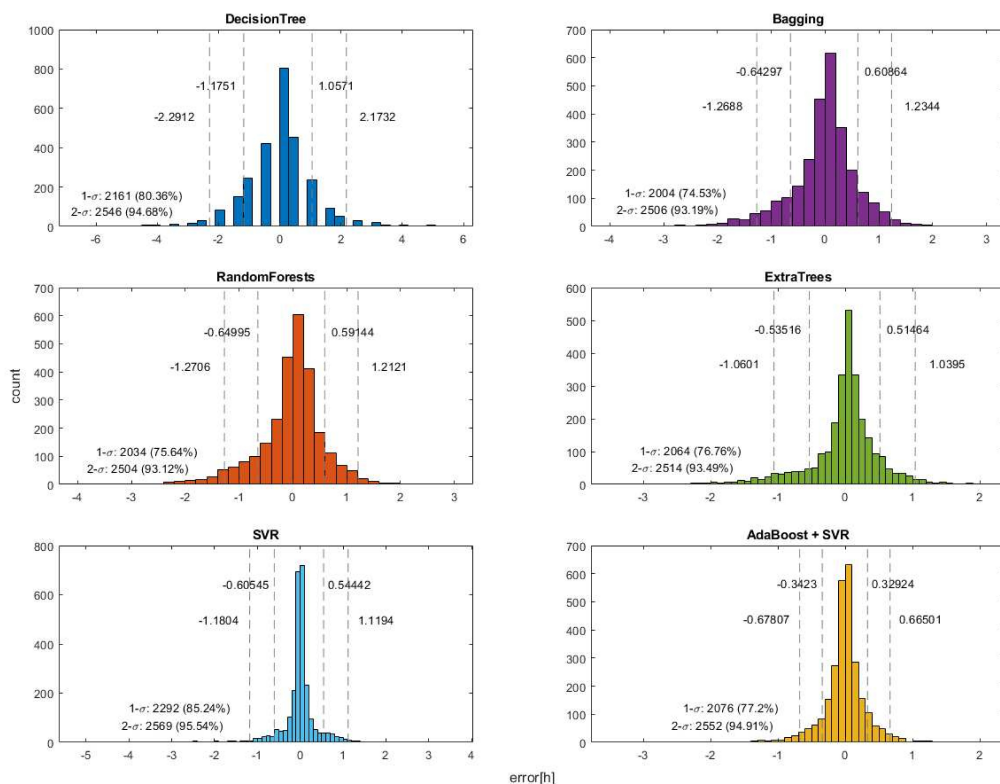 DecisionTree
1000
800
600
400
200
0
-1.1751
1.0571
-2.2912
2.1732
1-σ: 2161 (80.36%)
2-σ: 2546 (94.68%)
-6 -4 -2 0 2 4 6
Bagging
700
600
500
400
300
200
100
0
-0.64297
0.60864
-1.2688
1.2344
1-σ: 2004 (74.53%)
2-σ: 2506 (93.19%)
-4 -3 -2 -1 0 1 2 3
RandomForests
700
600
500
400
300
200
100
0
-0.64995
0.59144
-1.2706
1.2121
1-σ: 2034 (75.64%)
2-σ: 2504 (93.12%)
-4 -3 -2 -1 0 1 2 3
count
ExtraTrees
600
500
400
300
200
100
0
-0.53516
0.51464
-1.0601
1.0395
1-σ: 2064 (76.76%)
2-σ: 2514 (93.49%)
-3 -2 -1 0 1 2
SVR
800
600
400
200
0
-0.60545
0.54442
-1.1804
1.1194
1-σ: 2292 (85.24%)
2-σ: 2569 (95.54%)
-5 -4 -3 -2 -1 0 1 2 3 4
AdaBoost + SVR
700
600
500
400
300
200
100
0
-0.3423
0.32924
-0.67807
0.66501
1-σ: 2076 (77.2%)
2-σ: 2552 (94.91%)
-3 -2 -1 0 1 2
error[h]